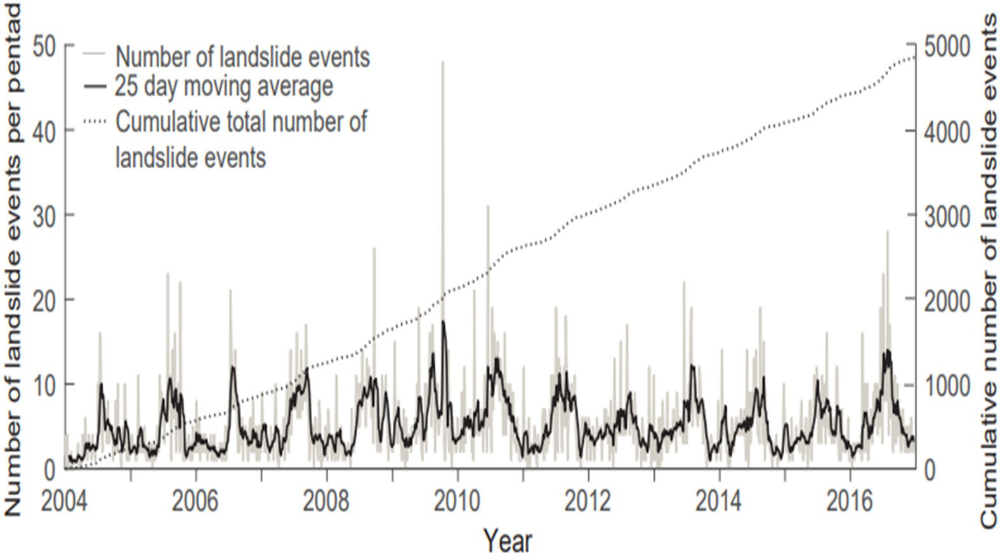 Number of landslide events per pentad
50
40
30
20
10
0
Number of landslide events
25 day moving average
Cumulative total number of
landslide events
5000
4000
3000
2000
1000
0
Cumulative number of landslide events
2004
2006
2008
2010
2012
2014
2016
Year